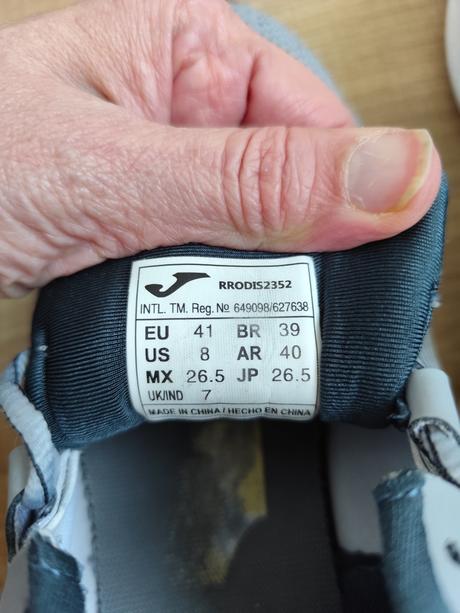 RRODIS2352
INTL. TM. Reg. № 649098/627638
EU 41 BR 39
US 8 AR 40
MX 26.5 JP 26.5
UK/IND 7
MADE IN CHINA / HECHO EN CHINA